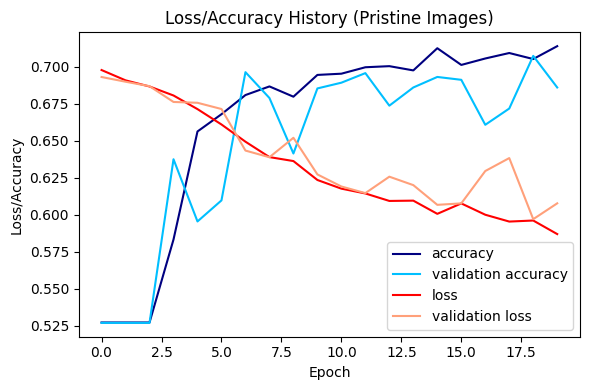 Loss/Accuracy History (Pristine Images)
Loss/Accuracy
0.700
0.675
0.650
0.625
0.600
0.575
0.550
0.525
accuracy
validation accuracy
loss
validation loss
0.0 2.5 5.0 7.5 10.0 12.5 15.0 17.5
Epoch